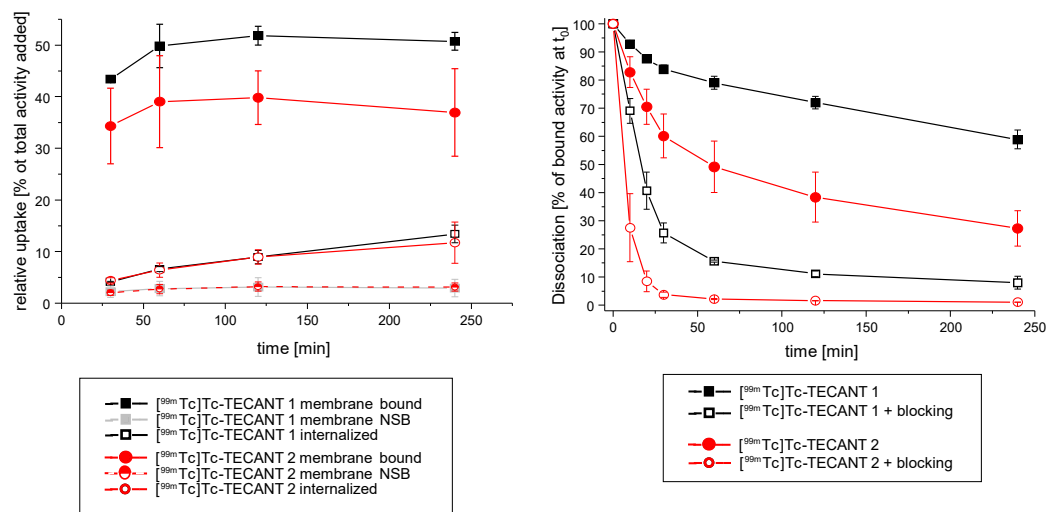 relative uptake [% ot total activity added]
50
40
30
20
10
0
0
50
100
150
200
250
time [min]
[99mTc]Tc-TECANT 1 membrane bound
[99mTc]Tc-TECANT 1 membrane NSB
[99mTc]Tc-TECANT 1 internalized
[99mTc]Tc-TECANT 2 membrane bound
[99mTc]Tc-TECANT 2 membrane NSB
[99mTc]Tc-TECANT 2 internalized
Dissociation [% of bound activity at t0]
100
90
80
70
60
50
40
30
20
10
0
0
50
100
150
200
250
time [min]
[99mTc]Tc-TECANT 1
[99mTc]Tc-TECANT 1 + blocking
[99mTc]Tc-TECANT 2
[99mTc]Tc-TECANT 2 + blocking